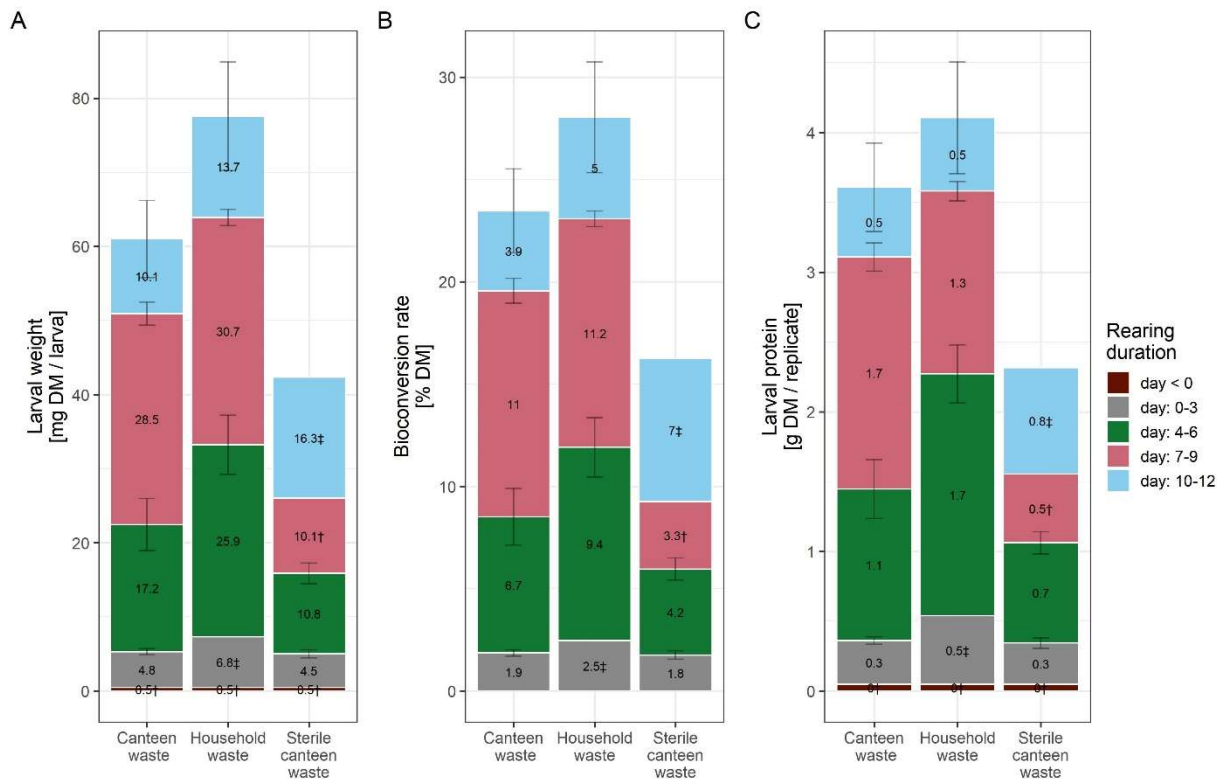 A
Larval weight
[mg DM / larva]
80
60
40
20
0
10.1
28.5
17.2
4.8
0.5†
13.7
30.7
25.9
6.8‡
0.5†
16.3‡
10.1†
10.8
4.5
0.5†
Canteen
waste
Household
waste
Sterile
canteen
waste
B
Bioconversion rate
[% DM]
30
20
10
0
3.9
11
6.7
1.9
5
11.2
9.4
2.5‡
7‡
3.3†
4.2
1.8
Canteen
waste
Household
waste
Sterile
canteen
waste
C
Larval protein
[g DM / replicate]
4
3
2
1
0
0.5
1.7
1.1
0.3
0†
0.5
1.3
1.7
0.5‡
0†
0.8‡
0.5†
0.7
0.3
0†
Canteen
waste
Household
waste
Sterile
canteen
waste
Rearing
duration
day < 0
day: 0-3
day: 4-6
day: 7-9
day: 10-12